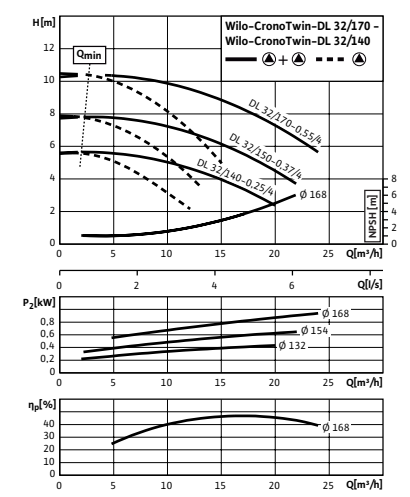 H[m]
Wilo-CronoTwin-DL 32/170 -
Wilo-CronoTwin-DL 32/140
+
Qmin
12
10
8
6
4
2
0
DL 32/170-0,55/4
DL 32/150-0,37/4
DL 32/140-0,25/4
Ø 168
8
6
4
2
0
NPSH [m]
0 5 10 15 20 25 Q[m³/h]
0 2 4 6 Q[l/s]
P₂[kW]
0,8
0,6
0,4
0,2
0
Ø 168
Ø 154
Ø 132
0 5 10 15 20 25 Q[m³/h]
ηp[%]
40
30
20
10
0
Ø 168
0 5 10 15 20 25 Q[m³/h]